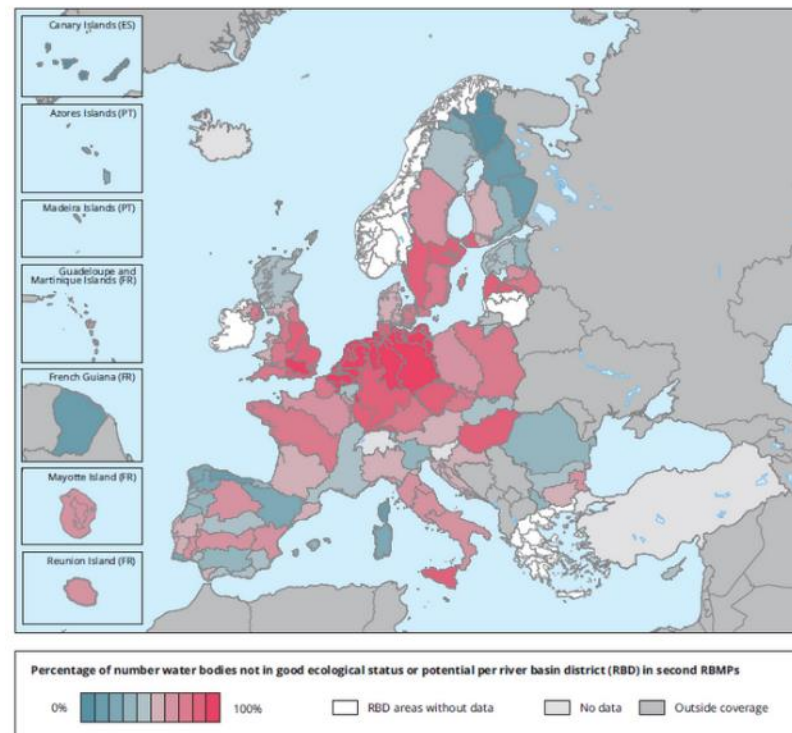 Canary Islands (ES)
Azores Islands (PT)
Madeira Islands (PT)
Guadeloupe and
Martinique Islands (FR)
French Guiana (FR)
Mayotte Island (FR)
Reunion Island (FR)
Percentage of number water bodies not in good ecological status or potential per river basin district (RBD) in second RBMPs
0% 100% RBD areas without data No data Outside coverage